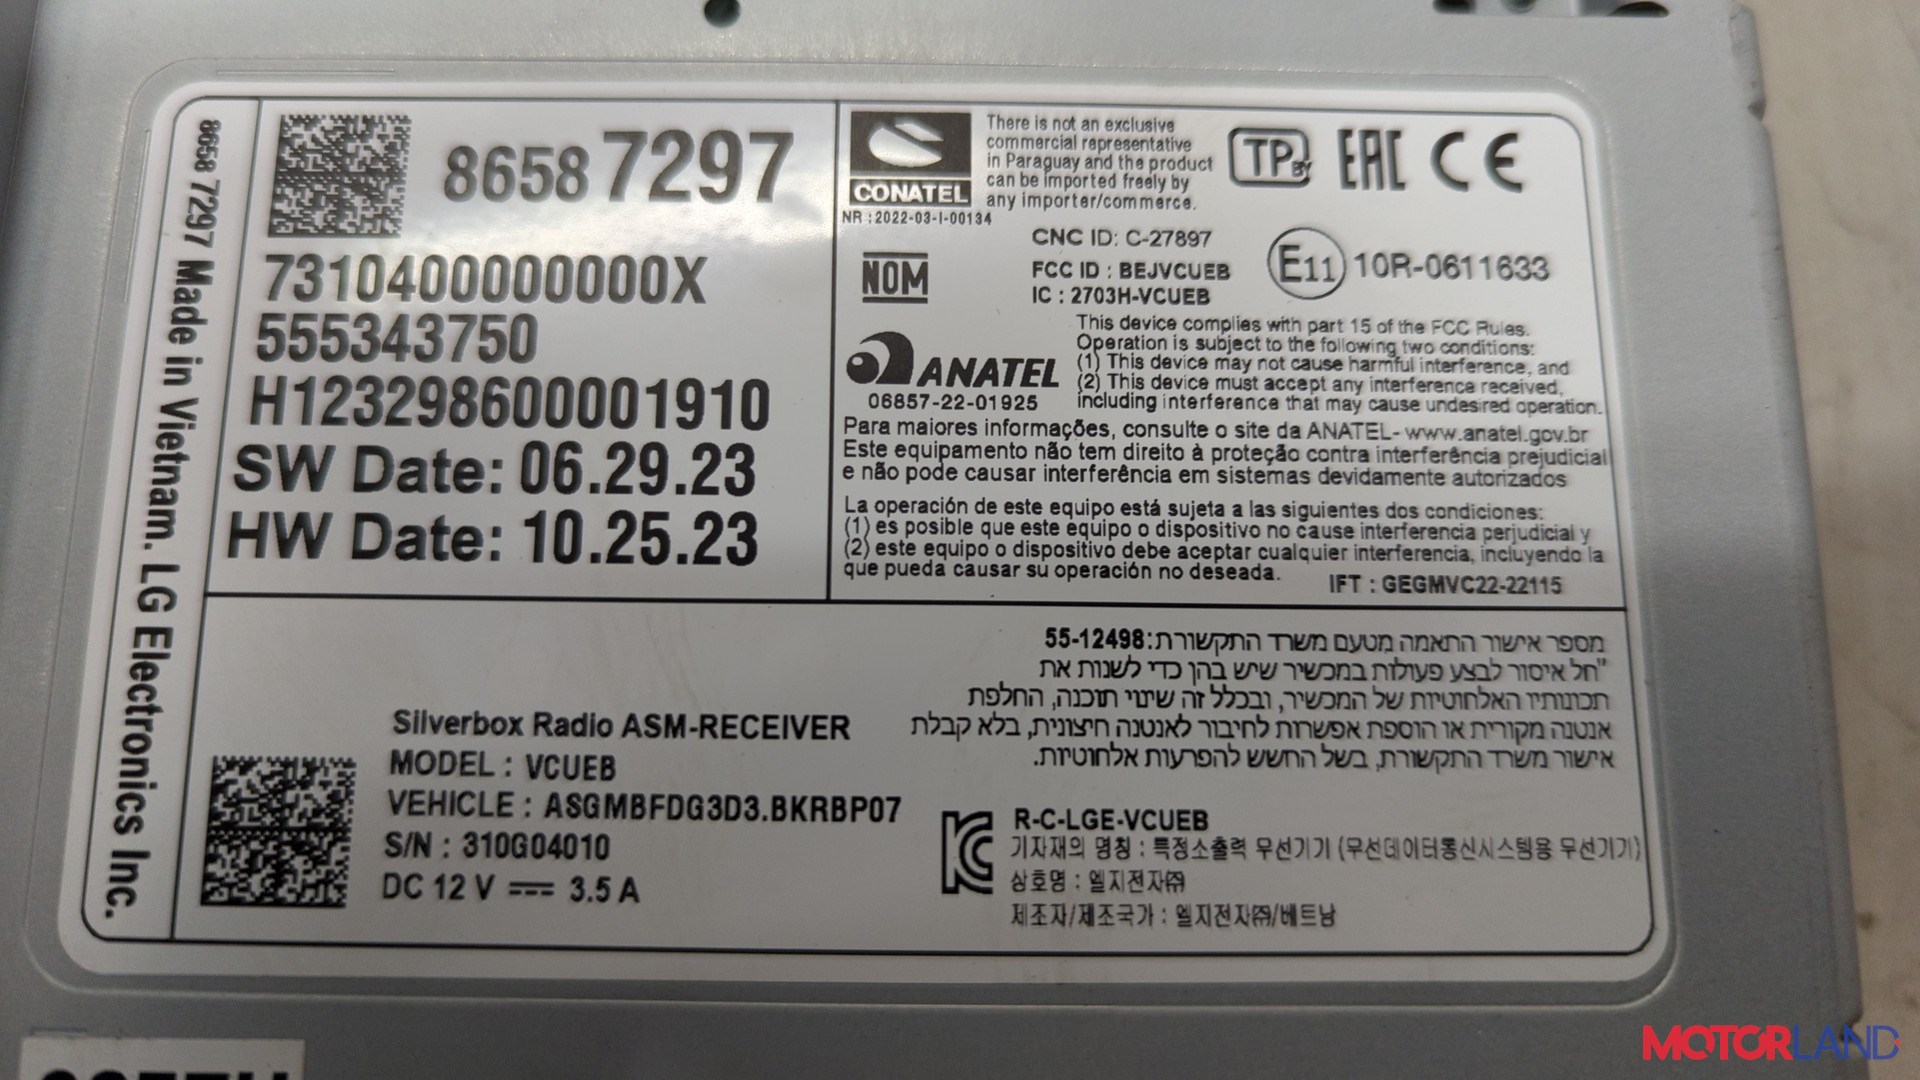 86587297 Made in Vietnam. LG Electronics Inc.
86587297
7310400000000X
555343750
H123298600001910
SW Date: 06.29.23
HW Date: 10.25.23
CONATEL
NR : 2022-03-I-00134
There is not an exclusive
commercial representative
in Paraguay and the product
can be imported freely by
any importer/commerce.
TP BY EAC CE
NOM
CNC ID: C-27897
FCC ID : BEJVCUEB
IC : 2703H-VCUEB
E11 10R-0611633
ANATEL
06857-22-01925
This device complies with part 15 of the FCC Rules.
Operation is subject to the following two conditions:
(1) This device may not cause harmful interference, and
(2) This device must accept any interference received,
including interference that may cause undesired operation.
Para maiores informações, consulte o site da ANATEL- www.anatel.gov.br
Este equipamento não tem direito à proteção contra interferência prejudicial
e não pode causar interferência em sistemas devidamente autorizados
La operación de este equipo está sujeta a las siguientes dos condiciones:
(1) es posible que este equipo o dispositivo no cause interferencia perjudicial y
(2) este equipo o dispositivo debe aceptar cualquier interferencia, incluyendo la
que pueda causar su operación no deseada.
IFT : GEGMVC22-22115
Silverbox Radio ASM-RECEIVER
MODEL : VCUEB
VEHICLE : ASGMBFDG3D3.BKRBP07
S/N : 310G04010
DC 12 V ⎓ 3.5 A
מספר אישור התאמה מטעם משרד התקשורת:55-12498
"חל איסור לבצע פעולות במכשיר שיש בהן כדי לשנות את
תכונותיו האלחוטיות של המכשיר, ובכלל זה שינוי תוכנה, החלפת
אנטנה מקורית או הוספת אפשרות לחיבור לאנטנה חיצונית, בלא קבלת
אישור משרד התקשורת, בשל החשש להפרעות אלחוטיות.
R-C-LGE-VCUEB
기자재의 명칭 : 특정소출력 무선기기 (무선데이터통신시스템용 무선기기)
상호명 : 엘지전자㈜
제조자/제조국가 : 엘지전자㈜/베트남
MOTORLAND